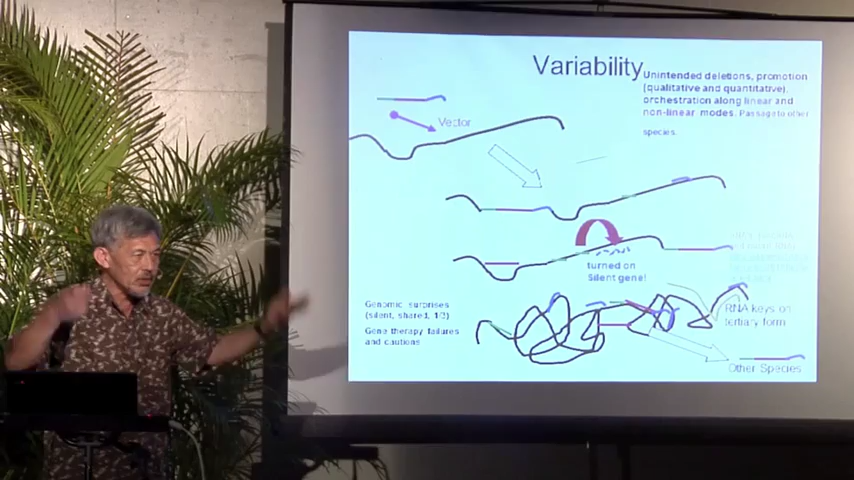 Variability
Unintended deletions, promotion
(qualitative and quantitative),
orchestration along linear and
non-linear modes. Passage to other
species.
Vector
turned on
Silent gene!
Genomic surprises
(silent, shared, 1/3)
Gene therapy failures
and cautions
RNA keys on
tertiary form
Other Species